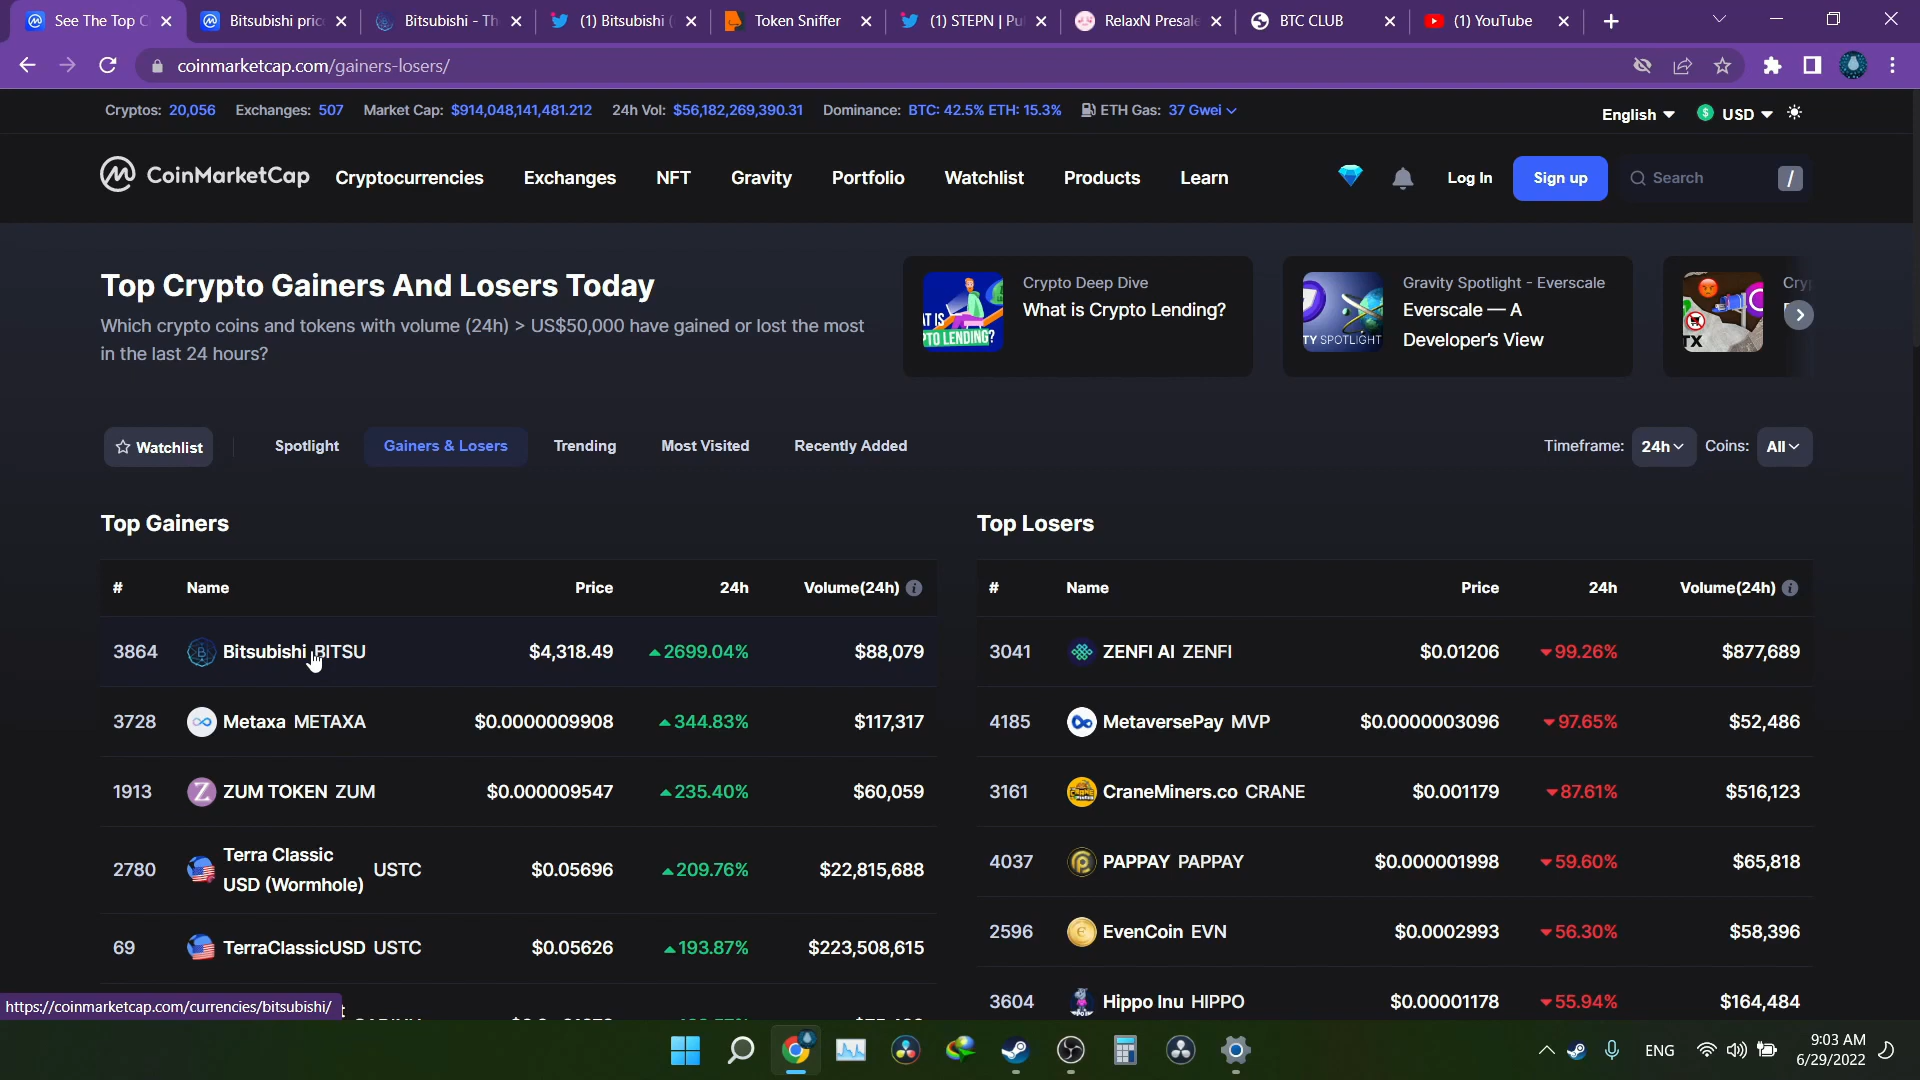 See The Top C
Bitsubishi pric
Bitsubishi - Th
(1) Bitsubishi (
Token Sniffer
(1) STEPN | Pu
RelaxN Presale
BTC CLUB
(1) YouTube
coinmarketcap.com/gainers-losers/
Cryptos: 20,056 Exchanges: 507 Market Cap: $914,048,141,481.212 24h Vol: $56,182,269,390.31 Dominance: BTC: 42.5% ETH: 15.3% ETH Gas: 37 Gwei
English USD
CoinMarketCap Cryptocurrencies Exchanges NFT Gravity Portfolio Watchlist Products Learn Log In Sign up Search /
Top Crypto Gainers And Losers Today
Which crypto coins and tokens with volume (24h) > US$50,000 have gained or lost the most
in the last 24 hours?
Crypto Deep Dive
What is Crypto Lending?
Gravity Spotlight - Everscale
Everscale — A
Developer's View
Watchlist Spotlight Gainers & Losers Trending Most Visited Recently Added Timeframe: 24h Coins: All
Top Gainers
# Name Price 24h Volume(24h)
3864 Bitsubishi BITSU $4,318.49 2699.04% $88,079
3728 Metaxa METAXA $0.0000009908 344.83% $117,317
1913 ZUM TOKEN ZUM $0.000009547 235.40% $60,059
2780 Terra Classic
USD (Wormhole) USTC $0.05696 209.76% $22,815,688
69 TerraClassicUSD USTC $0.05626 193.87% $223,508,615
Top Losers
# Name Price 24h Volume(24h)
3041 ZENFI AI ZENFI $0.01206 99.26% $877,689
4185 MetaversePay MVP $0.0000003096 97.65% $52,486
3161 CraneMiners.co CRANE $0.001179 87.61% $516,123
4037 PAPPAY PAPPAY $0.000001998 59.60% $65,818
2596 EvenCoin EVN $0.0002993 56.30% $58,396
3604 Hippo Inu HIPPO $0.00001178 55.94% $164,484
https://coinmarketcap.com/currencies/bitsubishi/
ENG
9:03 AM
6/29/2022